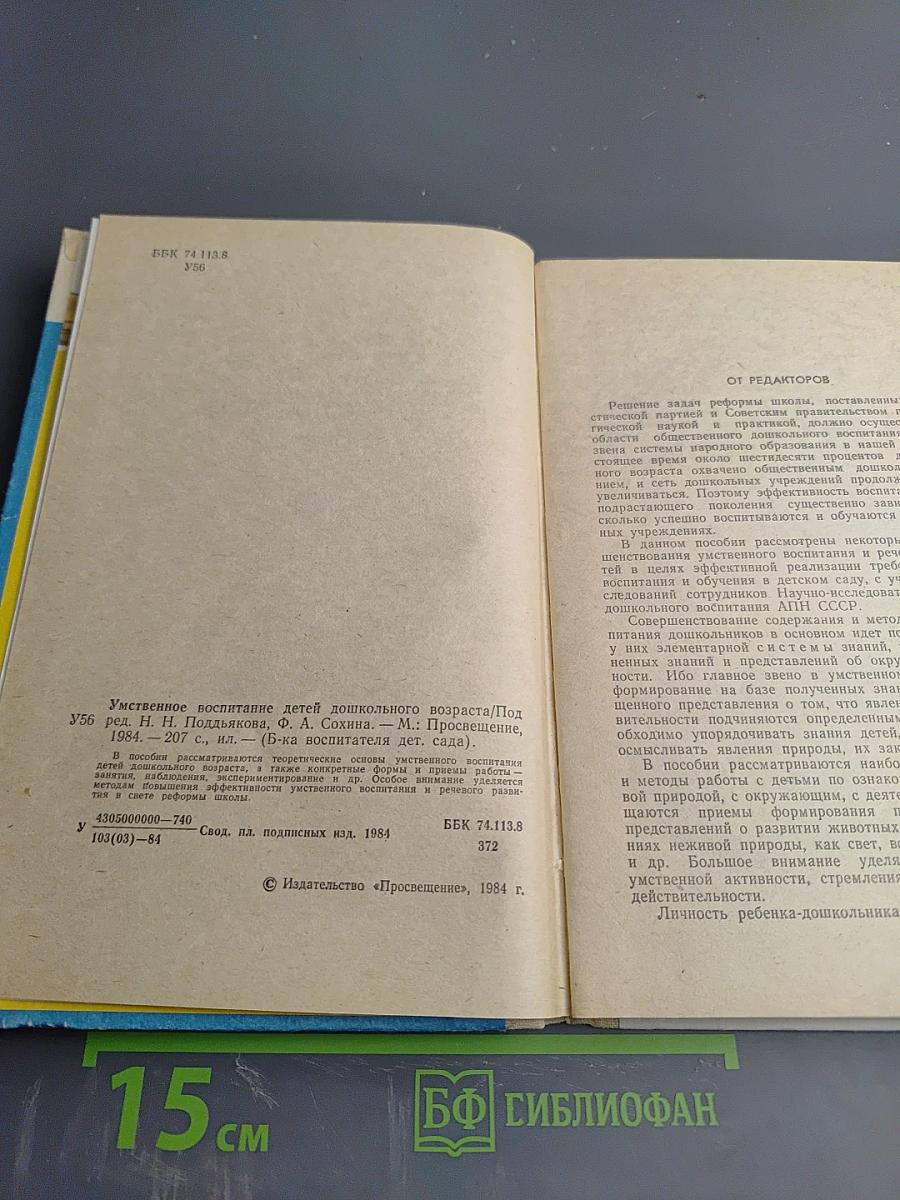 ББК 74.113.8
У56
Умственное воспитание детей дошкольного возраста/Под
У56 ред. Н. Н. Поддьякова, Ф. А. Сохина. — М.: Просвещение,
1984. — 207 с., ил. — (Б-ка воспитателя дет. сада).
В пособии рассматриваются теоретические основы умственного воспитания
детей дошкольного возраста, а также конкретные формы и приемы работы —
занятия, наблюдения, экспериментирование и др. Особое внимание уделяется
методам повышения эффективности умственного воспитания и речевого разви-
тия в свете реформы школы.
У 4305000000—740
103(03)—84
Свод. пл. подписных изд. 1984
ББК 74.113.8
372
© Издательство «Просвещение», 1984 г.
ОТ РЕДАКТОРОВ
Решение задач реформы школы, поставленны
стической партией и Советским правительством п
гической наукой и практикой, должно осущес
области общественного дошкольного воспитания
звена системы народного образования в нашей
стоящее время около шестидесяти процентов д
ного возраста охвачено общественным дошкол
нием, и сеть дошкольных учреждений продолж
увеличиваться. Поэтому эффективность воспита
подрастающего поколения существенно зави
сколько успешно воспитываются и обучаются
ных учреждениях.
В данном пособии рассмотрены некоторы
шенствования умственного воспитания и рече
тей в целях эффективной реализации требо
воспитания и обучения в детском саду, с уч
следований сотрудников Научно-исследоват
дошкольного воспитания АПН СССР.
Совершенствование содержания и метод
питания дошкольников в основном идет по
у них элементарной системы знаний,
ненных знаний и представлений об окру
ности. Ибо главное звено в умственном
формирование на базе полученных знан
щенного представления о том, что явлен
вительности подчиняются определенным
обходимо упорядочивать знания детей,
осмысливать явления природы, их зак
В пособии рассматриваются наибо
и методы работы с детьми по ознако
вой природой, с окружающим, с деяте
щаются приемы формирования п
представлений о развитии животных
ниях неживой природы, как свет, во
и др. Большое внимание уделя
умственной активности, стремления
действительности.
Личность ребенка-дошкольника
15 см
БФ СИБЛИОФАН